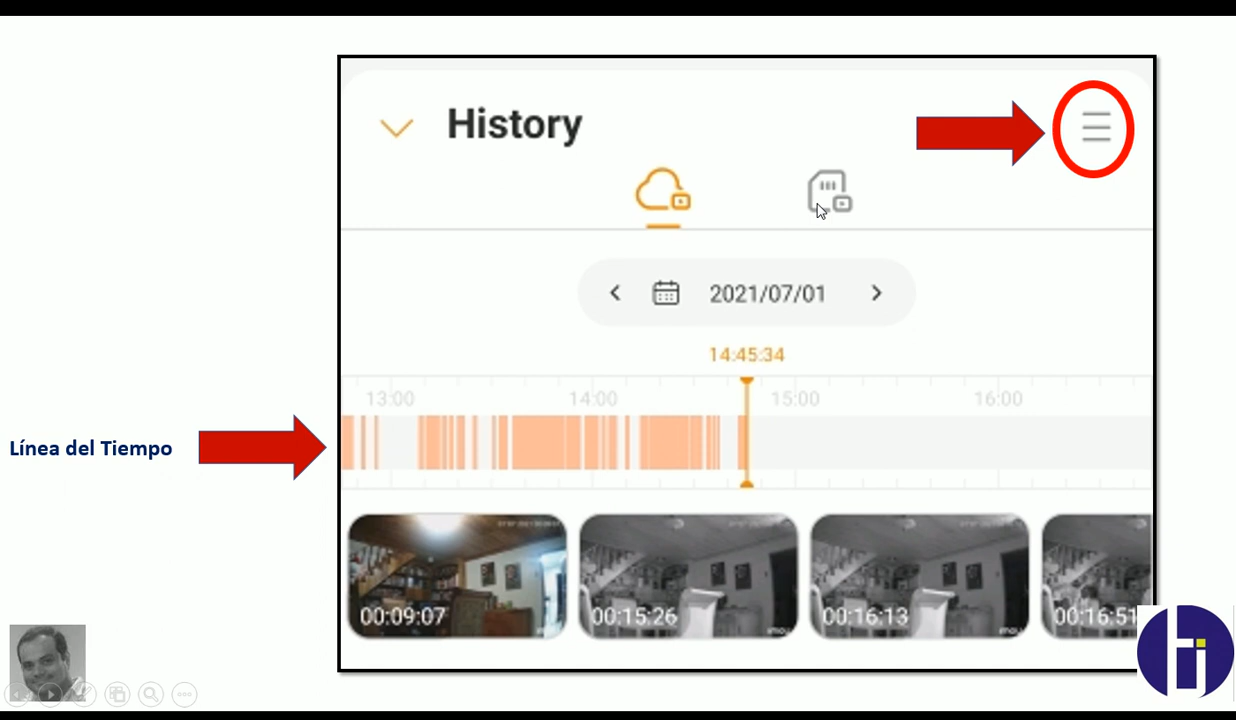 History
2021/07/01
14:45:34
13:00 14:00 15:00 16:00
Línea del Tiempo
00:09:07 00:15:26 00:16:13 00:16:51
imou